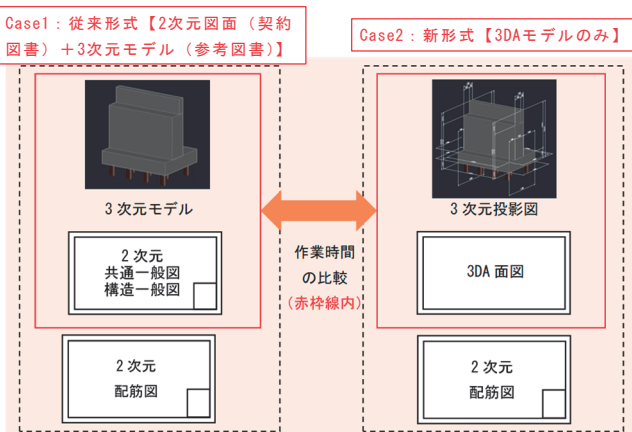 Case1：従来形式【2次元図面（契約
図書）＋3次元モデル（参考図書）】
Case2：新形式【3DAモデルのみ】
3 次元モデル
2 次元
共通一般図
構造一般図
2 次元
配筋図
作業時間
の比較
（赤枠線内）
3 次元投影図
3DA 面図
2 次元
配筋図